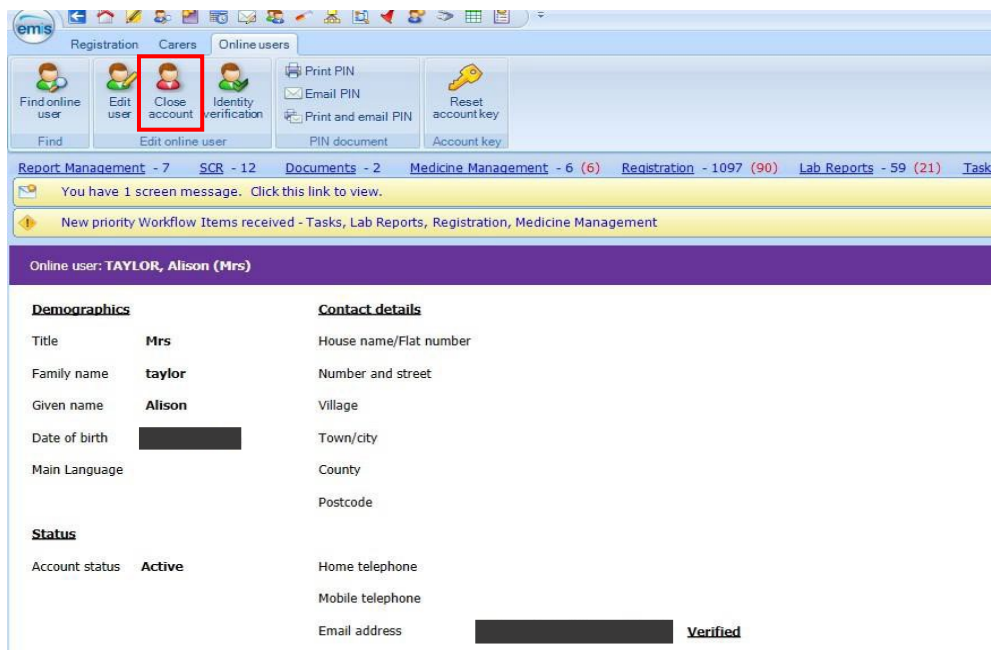 emis
Registration Carers Online users
Find online user
Edit user
Close account
Identity verification
Print PIN
Email PIN
Print and email PIN
Reset account key
Find
Edit online user
PIN document
Account key
Report Management - 7 SCR - 12 Documents - 2 Medicine Management - 6 (6) Registration - 1097 (90) Lab Reports - 59 (21) Task
You have 1 screen message. Click this link to view.
New priority Workflow Items received - Tasks, Lab Reports, Registration, Medicine Management
Online user: TAYLOR, Alison (Mrs)
Demographics Contact details
Title Mrs House name/Flat number
Family name taylor Number and street
Given name Alison Village
Date of birth Town/city
Main Language County
Postcode
Status
Account status Active Home telephone
Mobile telephone
Email address Verified